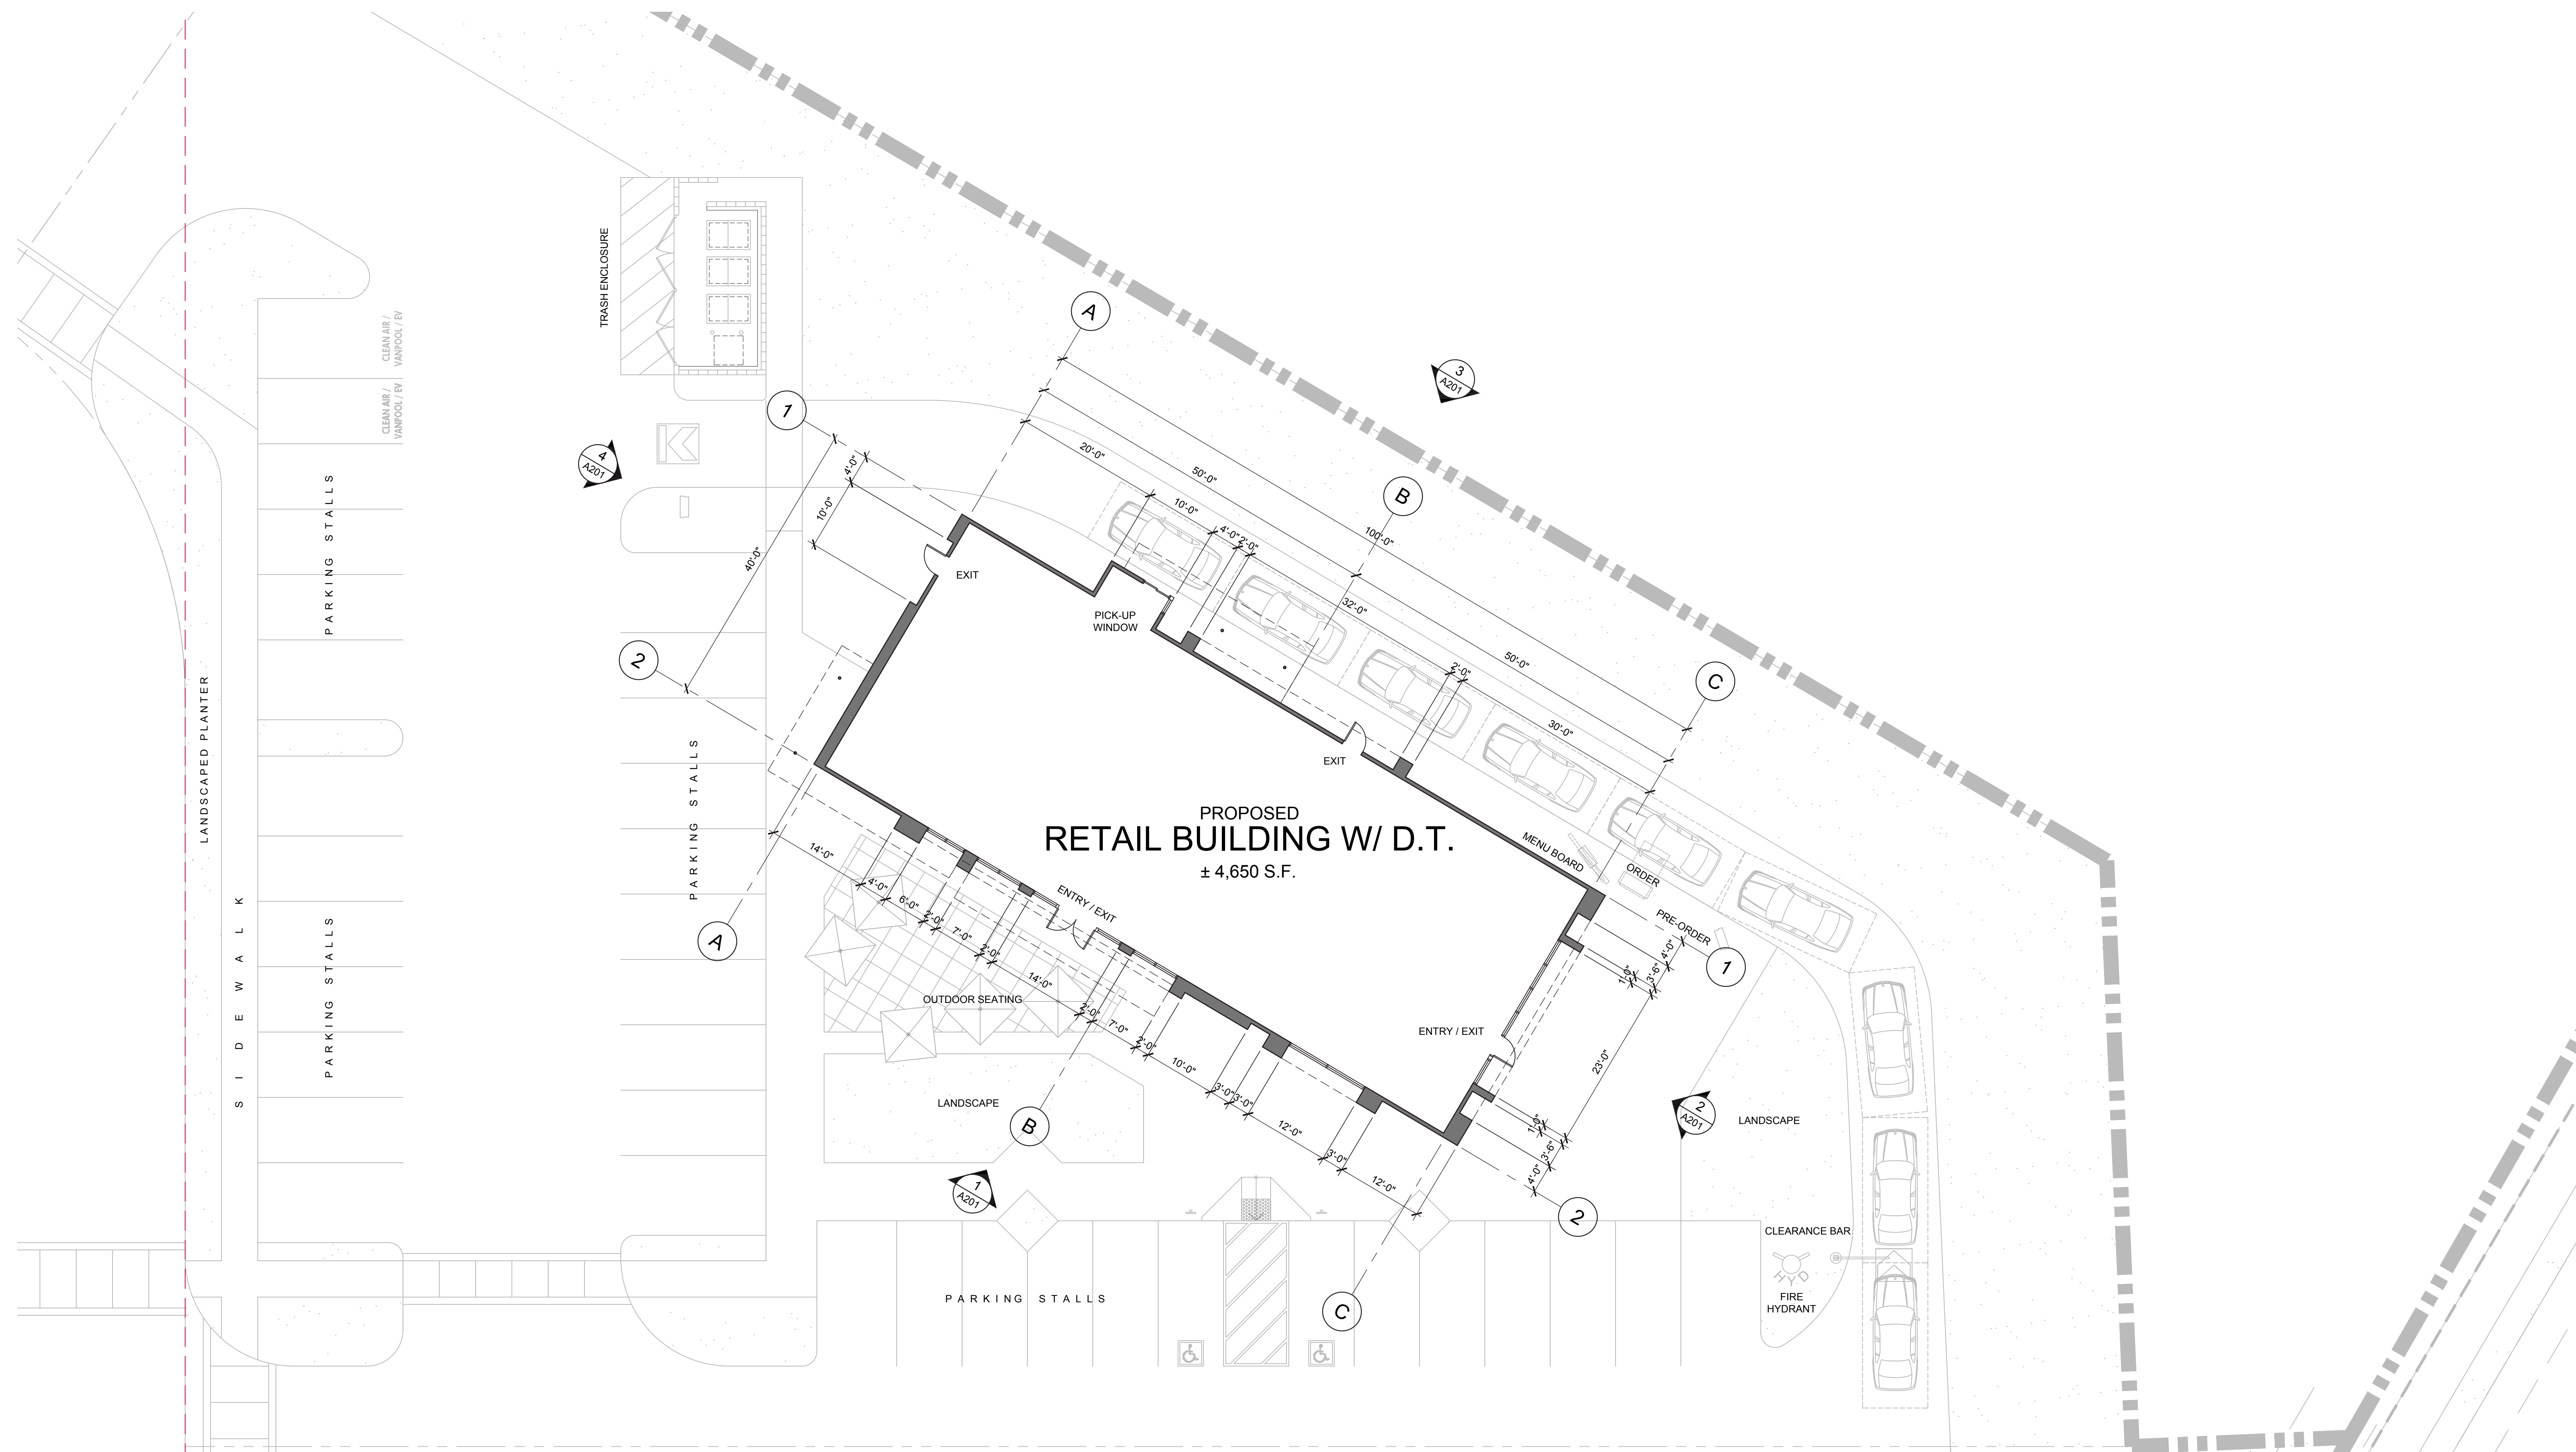 TRASH ENCLOSURE
CLEAN AIR /
VANPOOL / EV
CLEAN AIR /
VANPOOL / EV
PARKING STALLS
LANDSCAPED PLANTER
SIDEWALK
PARKING STALLS
PARKING STALLS
A
3
A201
1
4
A201
B
2
C
4'-0"
10'-0"
40'-0"
20'-0"
50'-0"
100'-0"
10'-0"
4'-0"
2'-0"
32'-0"
50'-0"
2'-0"
30'-0"
EXIT
PICK-UP
WINDOW
EXIT
PROPOSED
RETAIL BUILDING W/ D.T.
± 4,650 S.F.
MENU BOARD
ORDER
PRE-ORDER
ENTRY / EXIT
OUTDOOR SEATING
ENTRY / EXIT
14'-0"
4'-0"
6'-0"
2'-0"
7'-0"
2'-0"
14'-0"
2'-0"
7'-0"
2'-0"
10'-0"
3'-0"
3'-0"
12'-0"
3'-0"
12'-0"
4'-0"
3'-6"
1'-0"
23'-0"
1'-0"
3'-6"
4'-0"
A
1
B
2
C
LANDSCAPE
1
A201
2
A201
LANDSCAPE
CLEARANCE BAR
HYD
FIRE
HYDRANT
PARKING STALLS